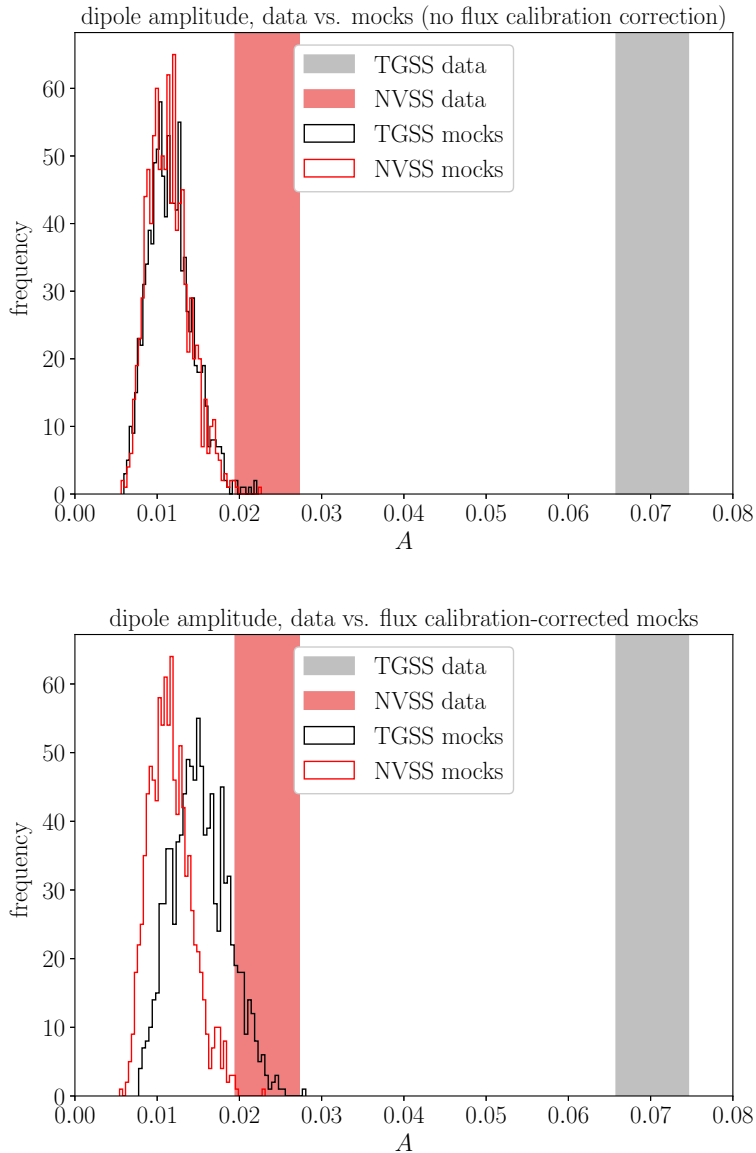 dipole amplitude, data vs. mocks (no flux calibration correction)
TGSS data
NVSS data
TGSS mocks
NVSS mocks
frequency
60
50
40
30
20
10
0
0.00 0.01 0.02 0.03 0.04 0.05 0.06 0.07 0.08
A
dipole amplitude, data vs. flux calibration-corrected mocks
TGSS data
NVSS data
TGSS mocks
NVSS mocks
frequency
60
50
40
30
20
10
0
0.00 0.01 0.02 0.03 0.04 0.05 0.06 0.07 0.08
A